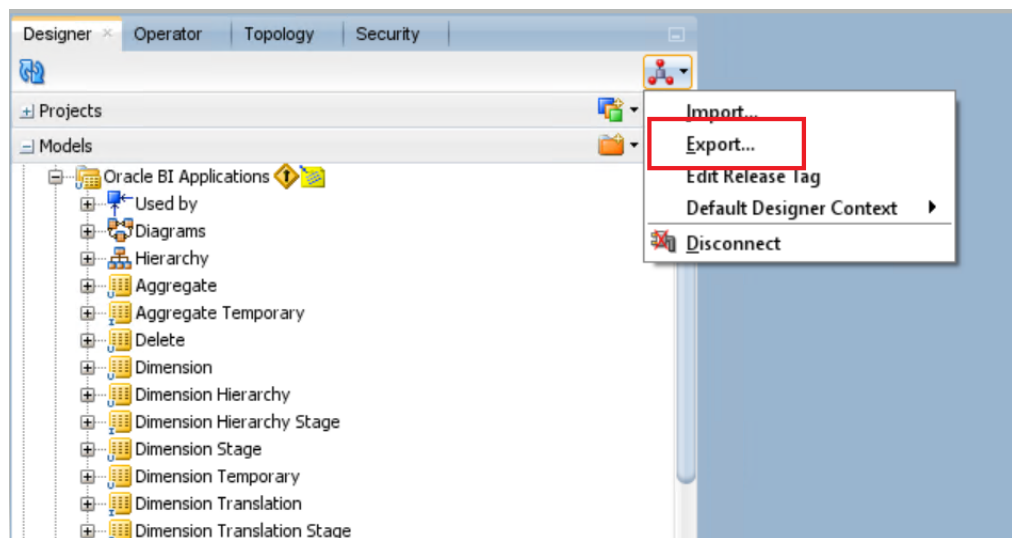 Designer Operator Topology Security
Projects
Import...
Models
Export...
Oracle BI Applications
Edit Release Tag
Used by
Default Designer Context
Diagrams
Disconnect
Hierarchy
Aggregate
Aggregate Temporary
Delete
Dimension
Dimension Hierarchy
Dimension Hierarchy Stage
Dimension Stage
Dimension Temporary
Dimension Translation
Dimension Translation Stage